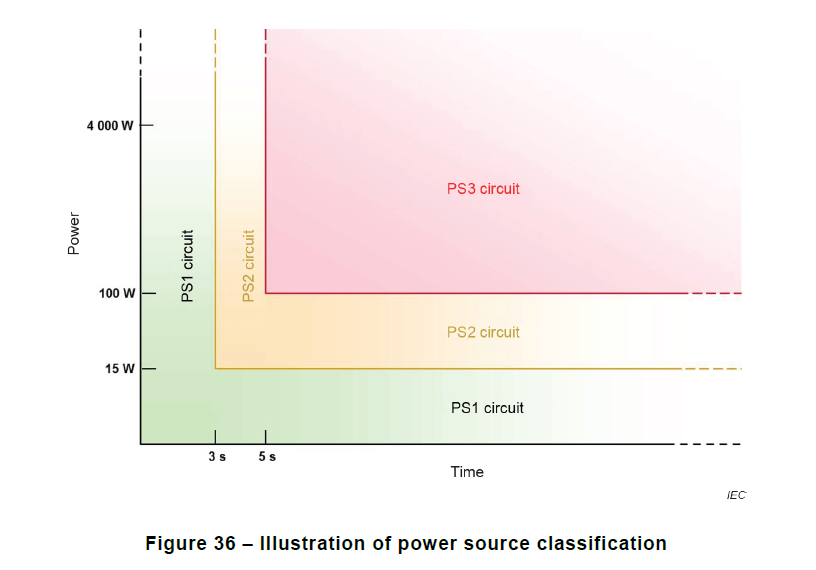 4 000 W
PS3 circuit
Power
PS1 circuit
PS2 circuit
100 W
PS2 circuit
15 W
PS1 circuit
3 s
5 s
Time
IEC
Figure 36 – Illustration of power source classification